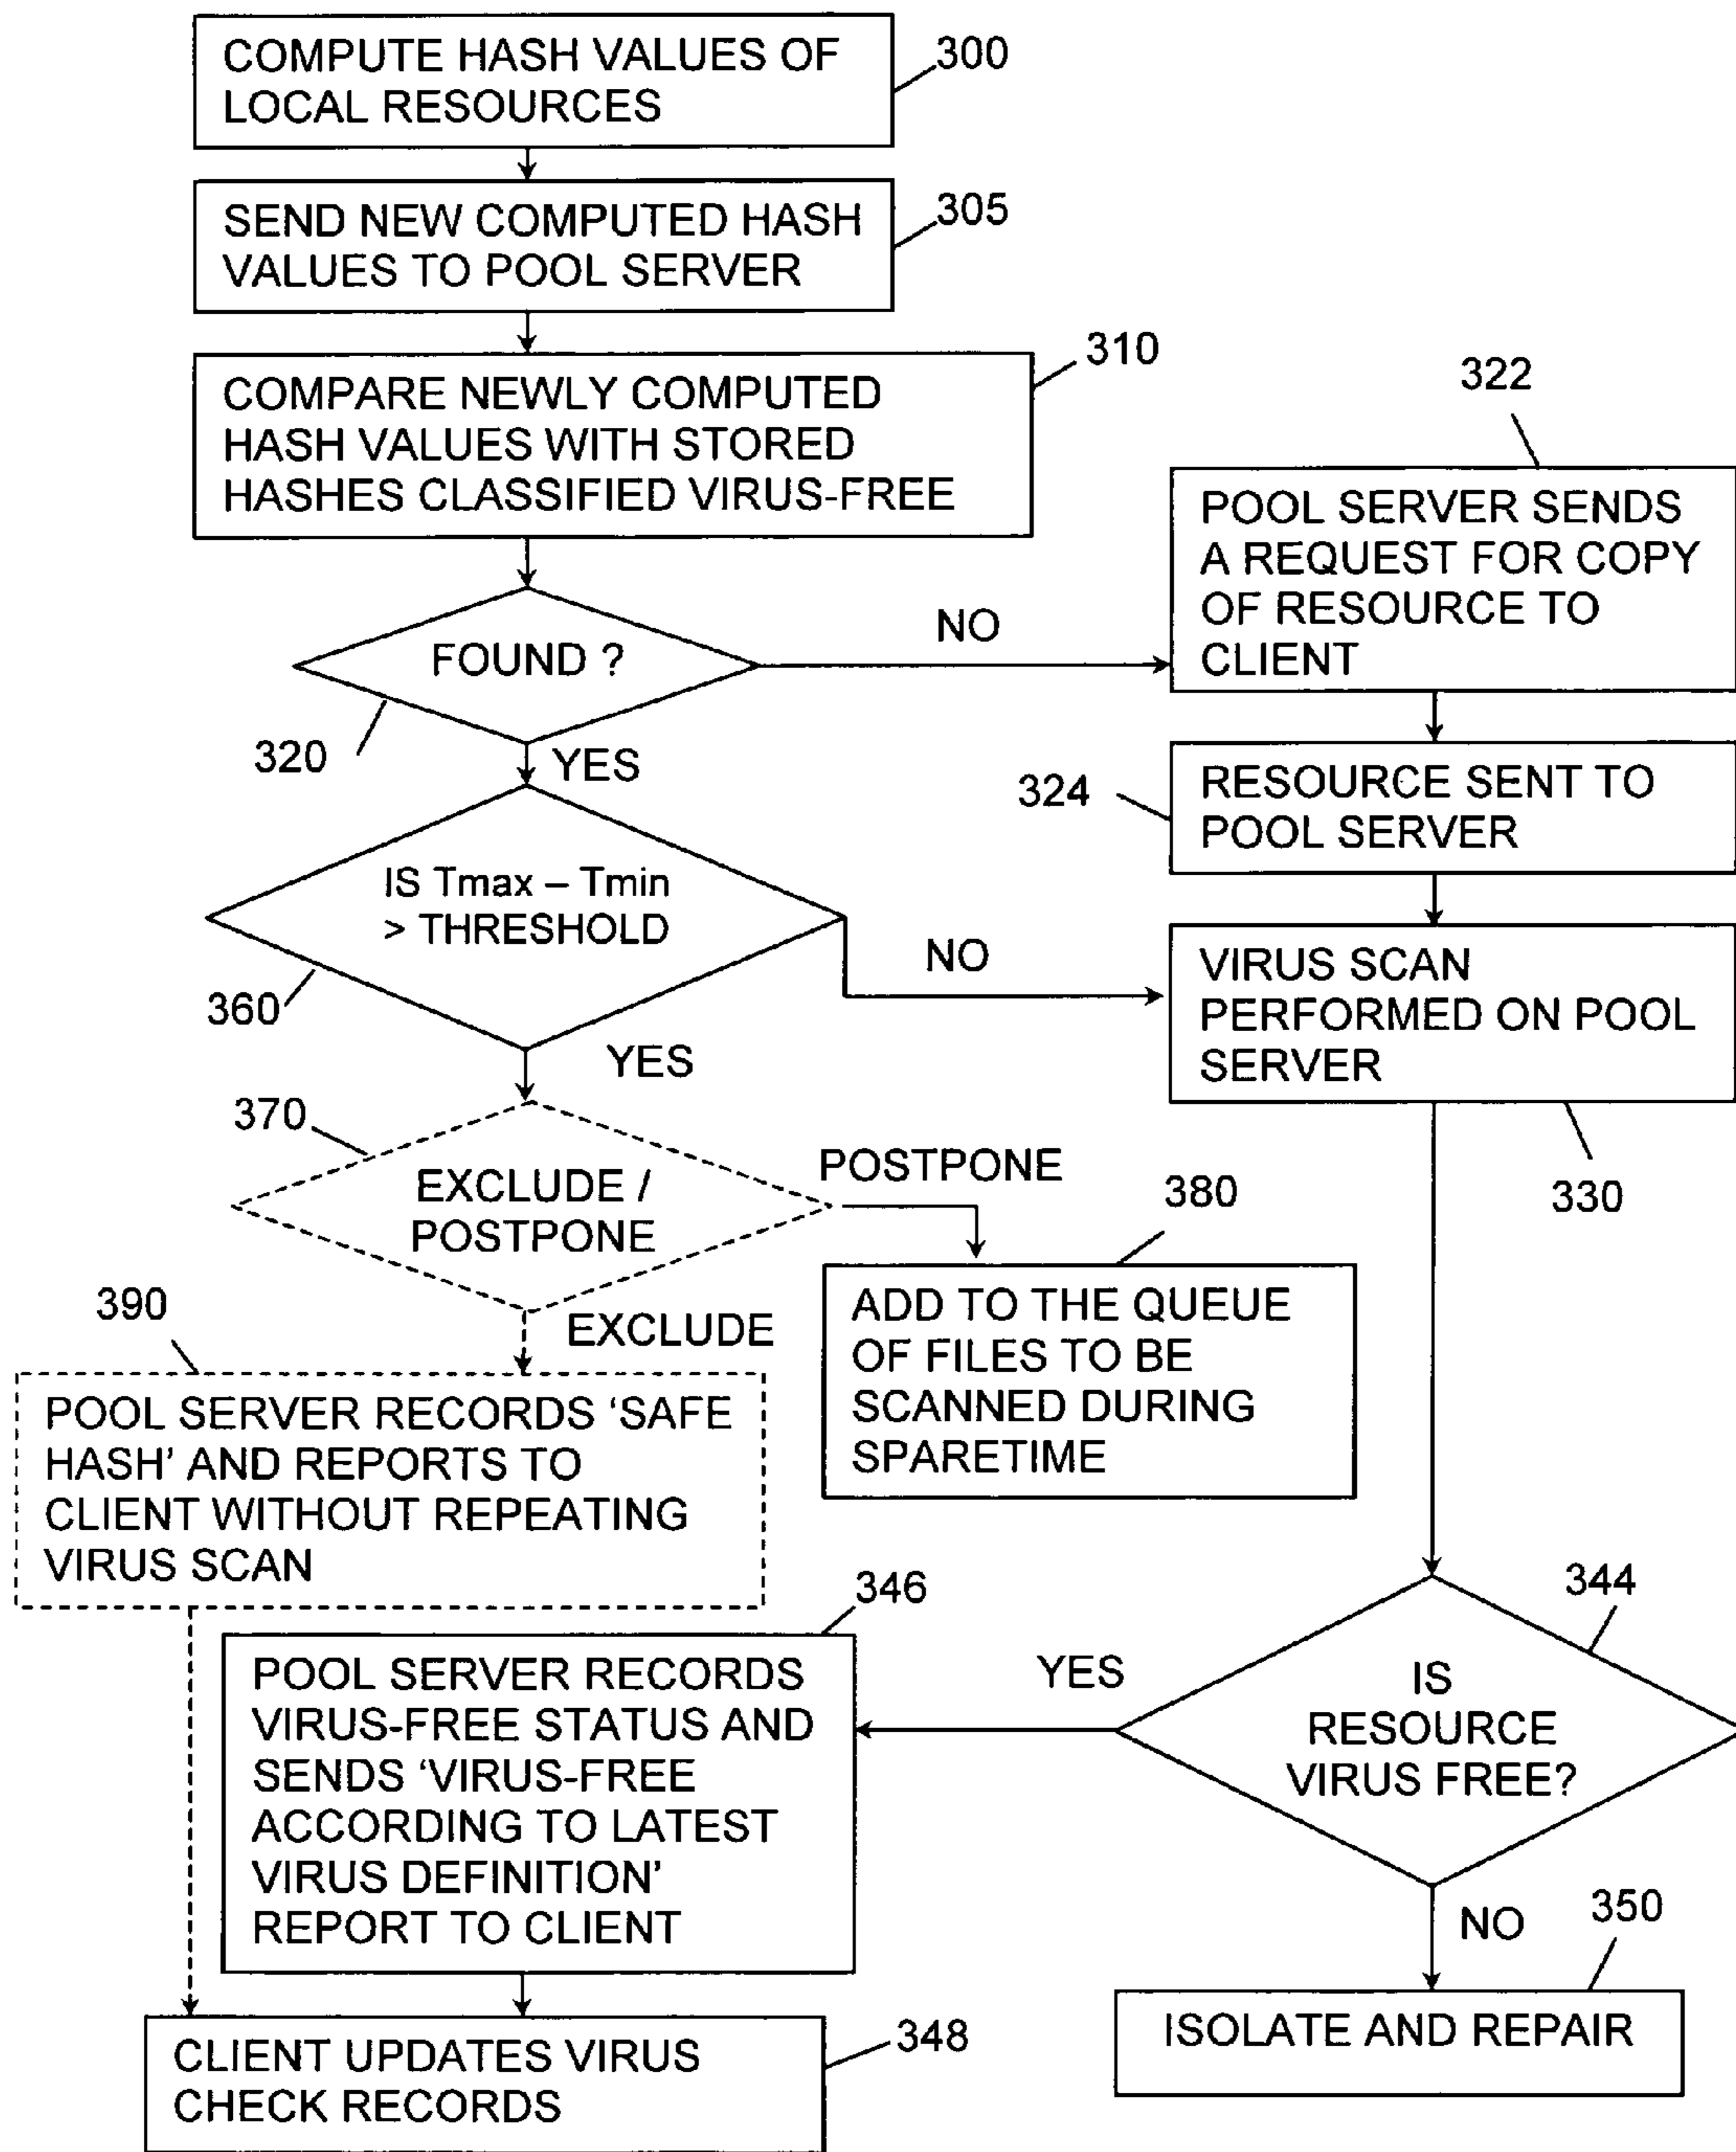 COMPUTE HASH VALUES OF
LOCAL RESOURCES
300
SEND NEW COMPUTED HASH
VALUES TO POOL SERVER
305
COMPARE NEWLY COMPUTED
HASH VALUES WITH STORED
HASHES CLASSIFIED VIRUS-FREE
310
FOUND ?
320
NO
YES
322
POOL SERVER SENDS
A REQUEST FOR COPY
OF RESOURCE TO
CLIENT
324
RESOURCE SENT TO
POOL SERVER
IS Tmax – Tmin
> THRESHOLD
360
NO
YES
VIRUS SCAN
PERFORMED ON POOL
SERVER
330
370
EXCLUDE /
POSTPONE
POSTPONE
EXCLUDE
380
ADD TO THE QUEUE
OF FILES TO BE
SCANNED DURING
SPARETIME
390
POOL SERVER RECORDS ‘SAFE
HASH’ AND REPORTS TO
CLIENT WITHOUT REPEATING
VIRUS SCAN
346
POOL SERVER RECORDS
VIRUS-FREE STATUS AND
SENDS ‘VIRUS-FREE
ACCORDING TO LATEST
VIRUS DEFINITION’
REPORT TO CLIENT
344
IS
RESOURCE
VIRUS FREE?
YES
NO
350
ISOLATE AND REPAIR
CLIENT UPDATES VIRUS
CHECK RECORDS
348